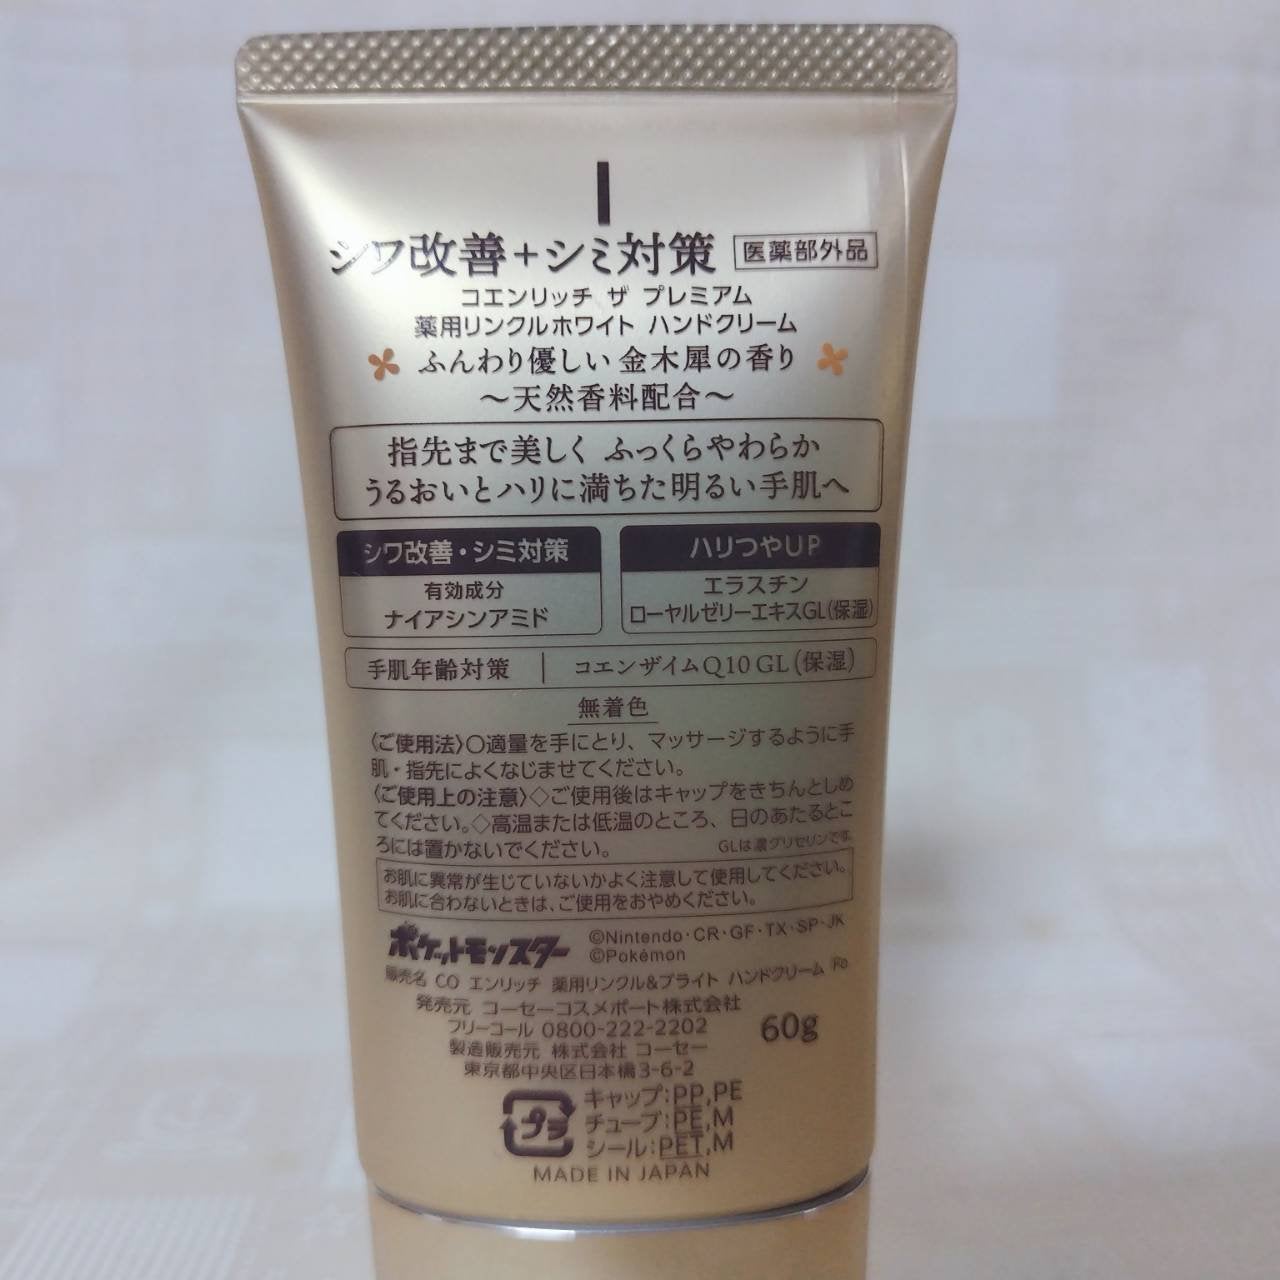 シワ改善+シミ対策 医薬部外品
コエンリッチ ザ プレミアム
薬用リンクルホワイト ハンドクリーム
ふんわり優しい 金木犀の香り
〜天然香料配合〜
指先まで美しく ふっくらやわらか
うるおいとハリに満ちた明るい手肌へ
シワ改善・シミ対策
有効成分
ナイアシンアミド
ハリつやUP
エラスチン
ローヤルゼリーエキスGL(保湿)
手肌年齢対策 コエンザイムQ10 GL(保湿)
無着色
〈ご使用法〉○適量を手にとり、マッサージするように手
肌・指先によくなじませてください。
〈ご使用上の注意〉◇ご使用後はキャップをきちんとしめ
てください。◇高温または低温のところ、日のあたるとこ
ろには置かないでください。 GLは濃グリセリンです。
お肌に異常が生じていないかよく注意して使用してください。
お肌に合わないときは、ご使用をおやめください。
ポケットモンスター
©Nintendo・CR・GF・TX・SP・JK
©Pokémon
販売名 CO エンリッチ 薬用リンクル&ブライト ハンドクリーム Po
発売元 コーセーコスメポート株式会社
フリーコール 0800-222-2202
製造販売元 株式会社 コーセー
東京都中央区日本橋3-6-2
60g
プラ
キャップ:PP,PE
チューブ:PE,M
シール:PET,M
MADE IN JAPAN